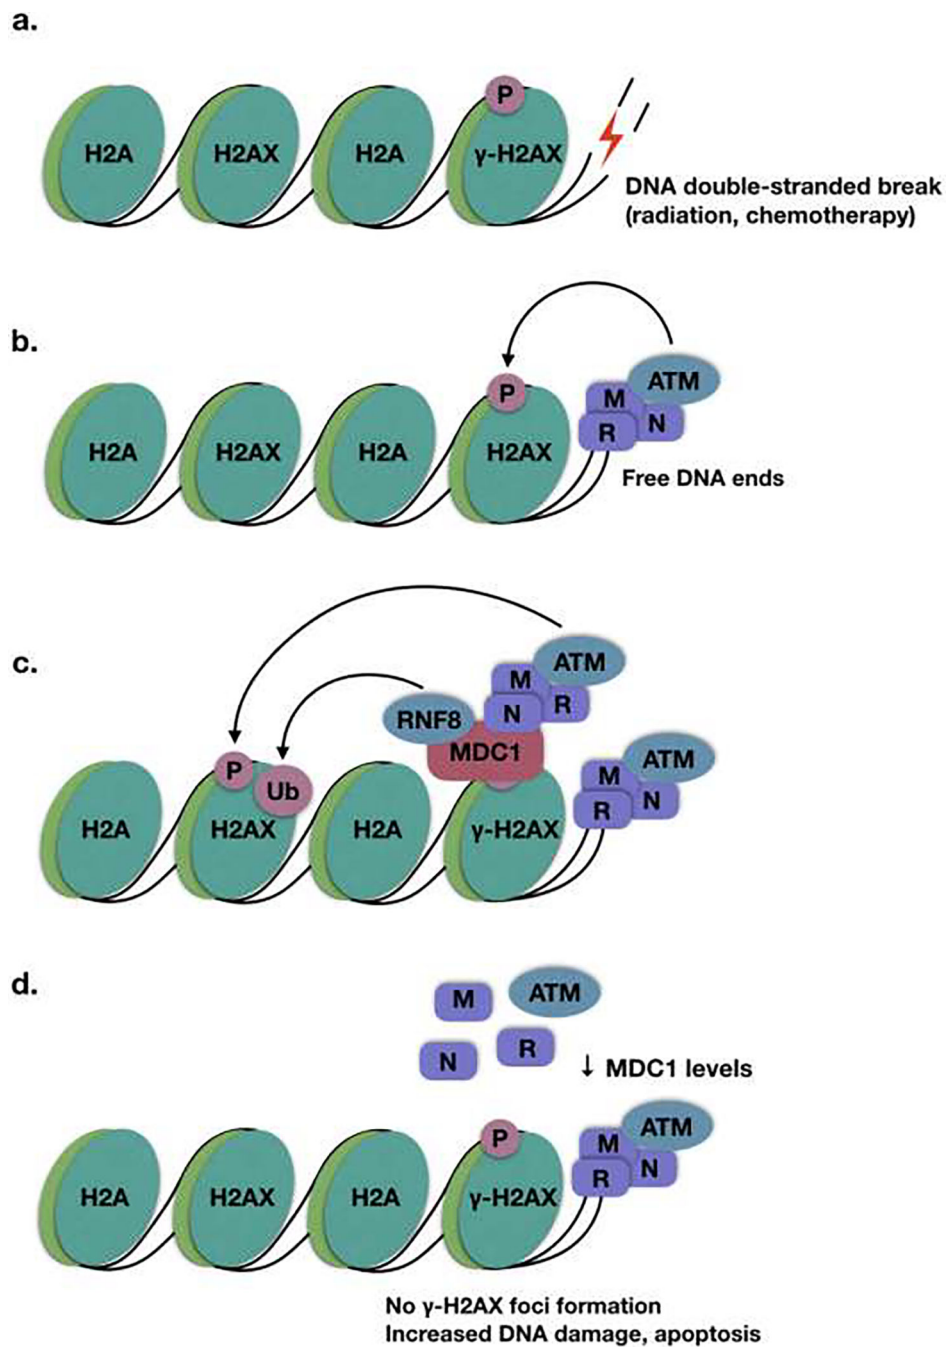 a.
P
H2A
H2AX
H2A
γ-H2AX
DNA double-stranded break
(radiation, chemotherapy)
b.
ATM
P
M
N
R
H2A
H2AX
H2A
H2AX
Free DNA ends
c.
ATM
M
R
N
RNF8
MDC1
ATM
P
M
Ub
N
R
H2A
H2AX
H2A
γ-H2AX
d.
M
ATM
N
R
↓ MDC1 levels
ATM
P
M
N
R
H2A
H2AX
H2A
γ-H2AX
No γ-H2AX foci formation
Increased DNA damage, apoptosis